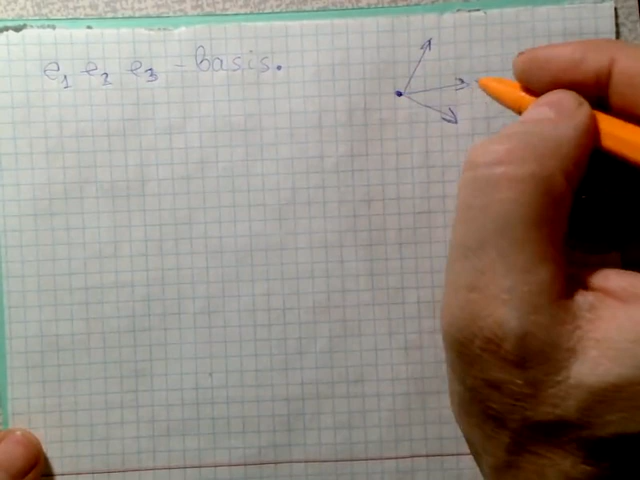 e₁ e₂ e₃ - basis.